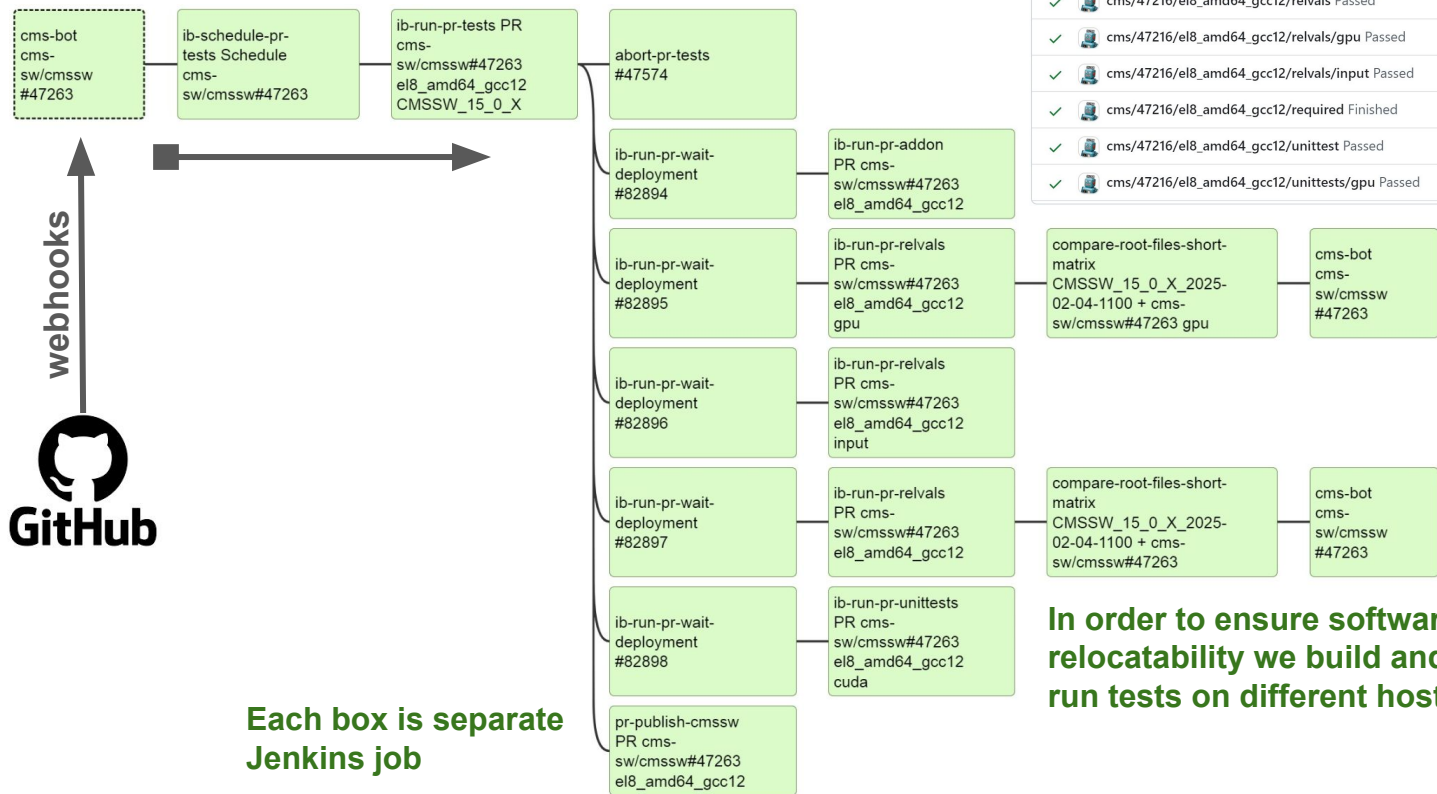 cms-bot
cms-
sw/cmssw
#47263
ib-schedule-pr-
tests Schedule
cms-
sw/cmssw#47263
ib-run-pr-tests PR
cms-
sw/cmssw#47263
el8_amd64_gcc12
CMSSW_15_0_X
abort-pr-tests
#47574
cms/47216/el8_amd64_gcc12/relvals Passed
cms/47216/el8_amd64_gcc12/relvals/gpu Passed
cms/47216/el8_amd64_gcc12/relvals/input Passed
cms/47216/el8_amd64_gcc12/required Finished
cms/47216/el8_amd64_gcc12/unittest Passed
cms/47216/el8_amd64_gcc12/unittests/gpu Passed
webhooks
GitHub
ib-run-pr-wait-
deployment
#82894
ib-run-pr-addon
PR cms-
sw/cmssw#47263
el8_amd64_gcc12
ib-run-pr-wait-
deployment
#82895
ib-run-pr-relvals
PR cms-
sw/cmssw#47263
el8_amd64_gcc12
gpu
compare-root-files-short-
matrix
CMSSW_15_0_X_2025-
02-04-1100 + cms-
sw/cmssw#47263 gpu
cms-bot
cms-
sw/cmssw
#47263
ib-run-pr-wait-
deployment
#82896
ib-run-pr-relvals
PR cms-
sw/cmssw#47263
el8_amd64_gcc12
input
ib-run-pr-wait-
deployment
#82897
ib-run-pr-relvals
PR cms-
sw/cmssw#47263
el8_amd64_gcc12
compare-root-files-short-
matrix
CMSSW_15_0_X_2025-
02-04-1100 + cms-
sw/cmssw#47263
cms-bot
cms-
sw/cmssw
#47263
ib-run-pr-wait-
deployment
#82898
ib-run-pr-unittests
PR cms-
sw/cmssw#47263
el8_amd64_gcc12
cuda
pr-publish-cmssw
PR cms-
sw/cmssw#47263
el8_amd64_gcc12
Each box is separate
Jenkins job
In order to ensure
relocatability we build
run tests on different